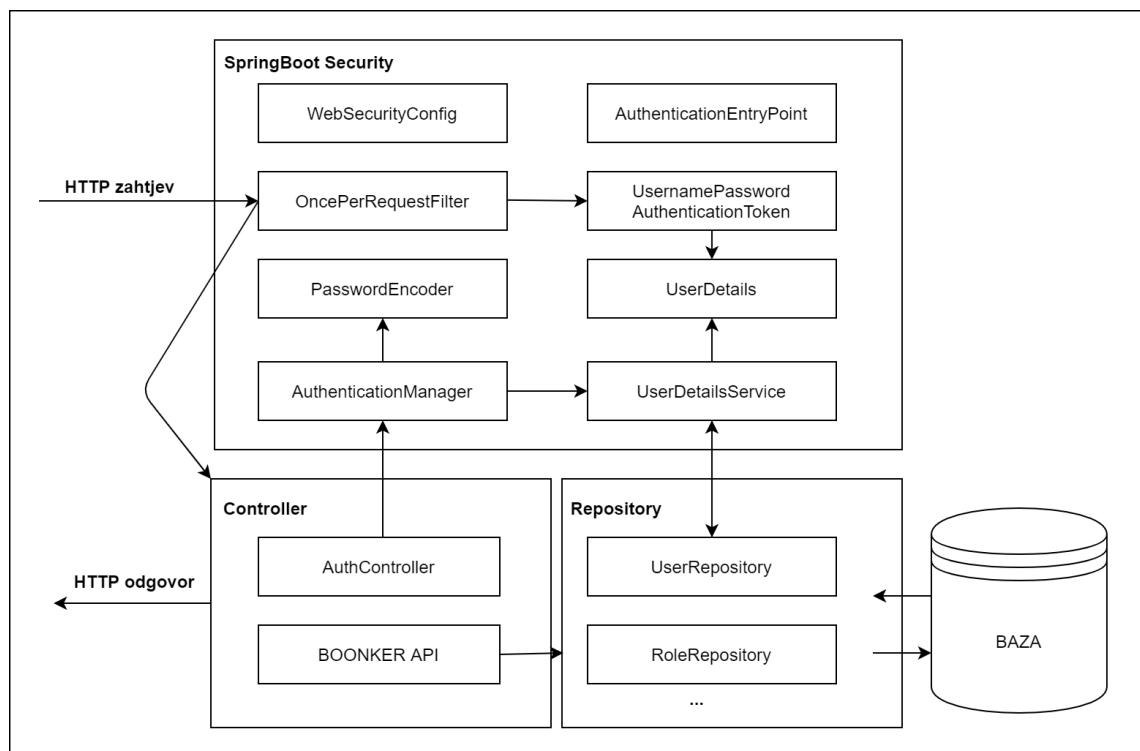 SpringBoot Security
WebSecurityConfig
AuthenticationEntryPoint
HTTP zahtjev
OncePerRequestFilter
UsernamePassword
AuthenticationToken
PasswordEncoder
UserDetails
AuthenticationManager
UserDetailsService
Controller
Repository
AuthController
UserRepository
HTTP odgovor
BOONKER API
RoleRepository
BAZA
...